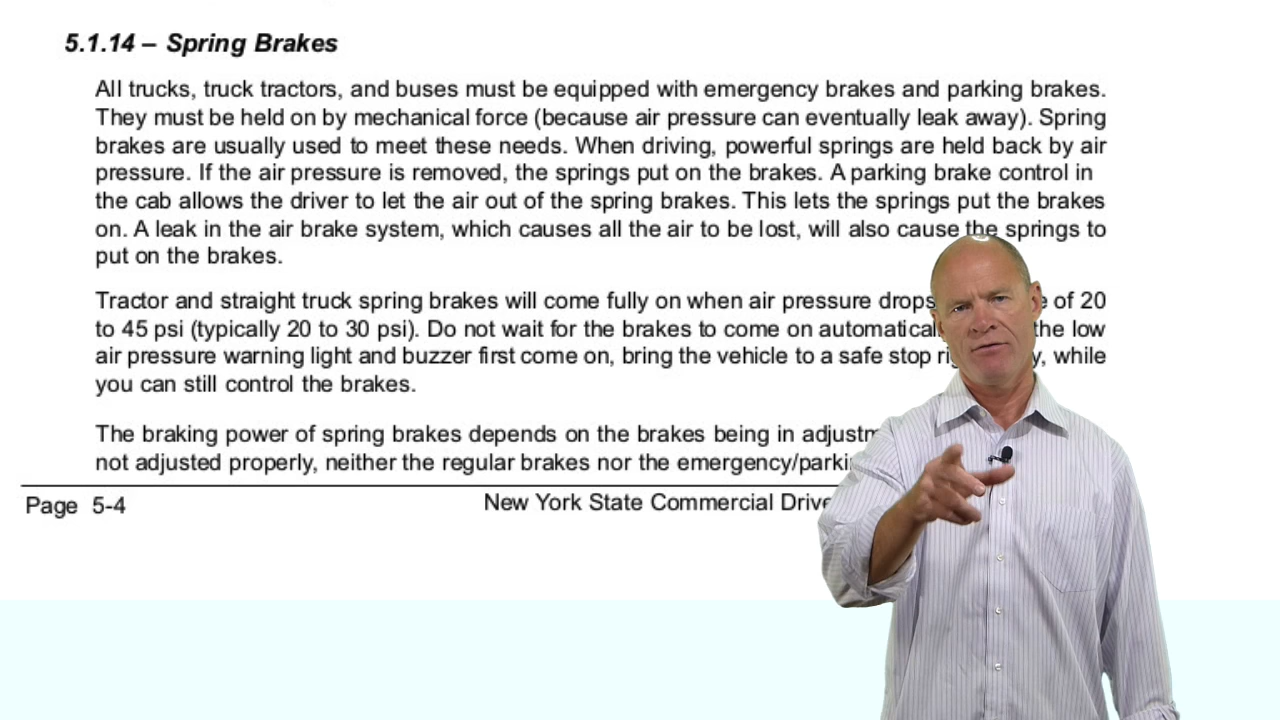 5.1.14 – Spring Brakes
All trucks, truck tractors, and buses must be equipped with emergency brakes and parking brakes.
They must be held on by mechanical force (because air pressure can eventually leak away). Spring
brakes are usually used to meet these needs. When driving, powerful springs are held back by air
pressure. If the air pressure is removed, the springs put on the brakes. A parking brake control in
the cab allows the driver to let the air out of the spring brakes. This lets the springs put the brakes
on. A leak in the air brake system, which causes all the air to be lost, will also cause the springs to
put on the brakes.
Tractor and straight truck spring brakes will come fully on when air pressure drops of 20
to 45 psi (typically 20 to 30 psi). Do not wait for the brakes to come on the low
air pressure warning light and buzzer first come on, bring the vehicle to a safe stop while
you can still control the brakes.
The braking power of spring brakes depends on the brakes being in
not adjusted properly, neither the regular brakes nor the
Page 5-4
New York State Commercial